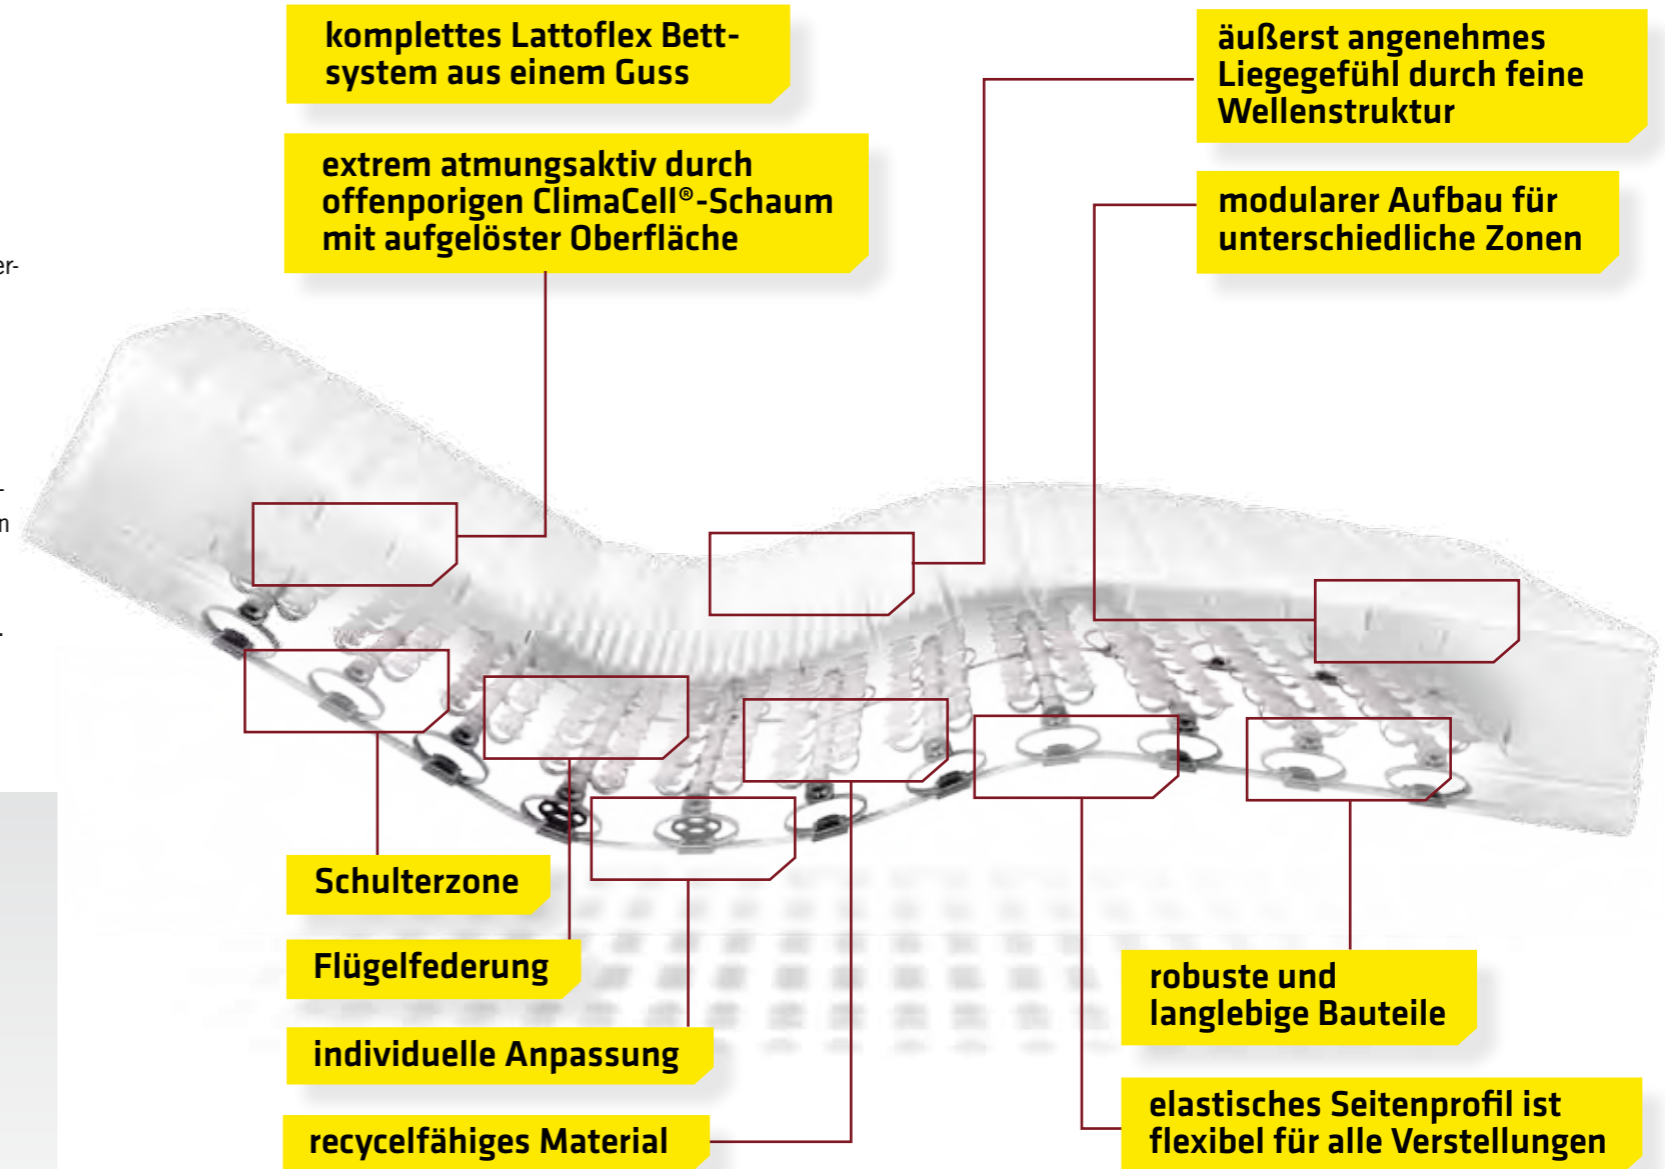 komplettes Lattoflex Bett-
system aus einem Guss
extrem atmungsaktiv durch
offenporigen ClimaCell®-Schaum
mit aufgelöster Oberfläche
äußerst angenehmes
Liegegefühl durch feine
Wellenstruktur
modularer Aufbau für
unterschiedliche Zonen
er-
-
n
.
Schulterzone
Flügelfederung
individuelle Anpassung
recycelfähiges Material
robuste und
langlebige Bauteile
elastisches Seitenprofil ist
flexibel für alle Verstellungen